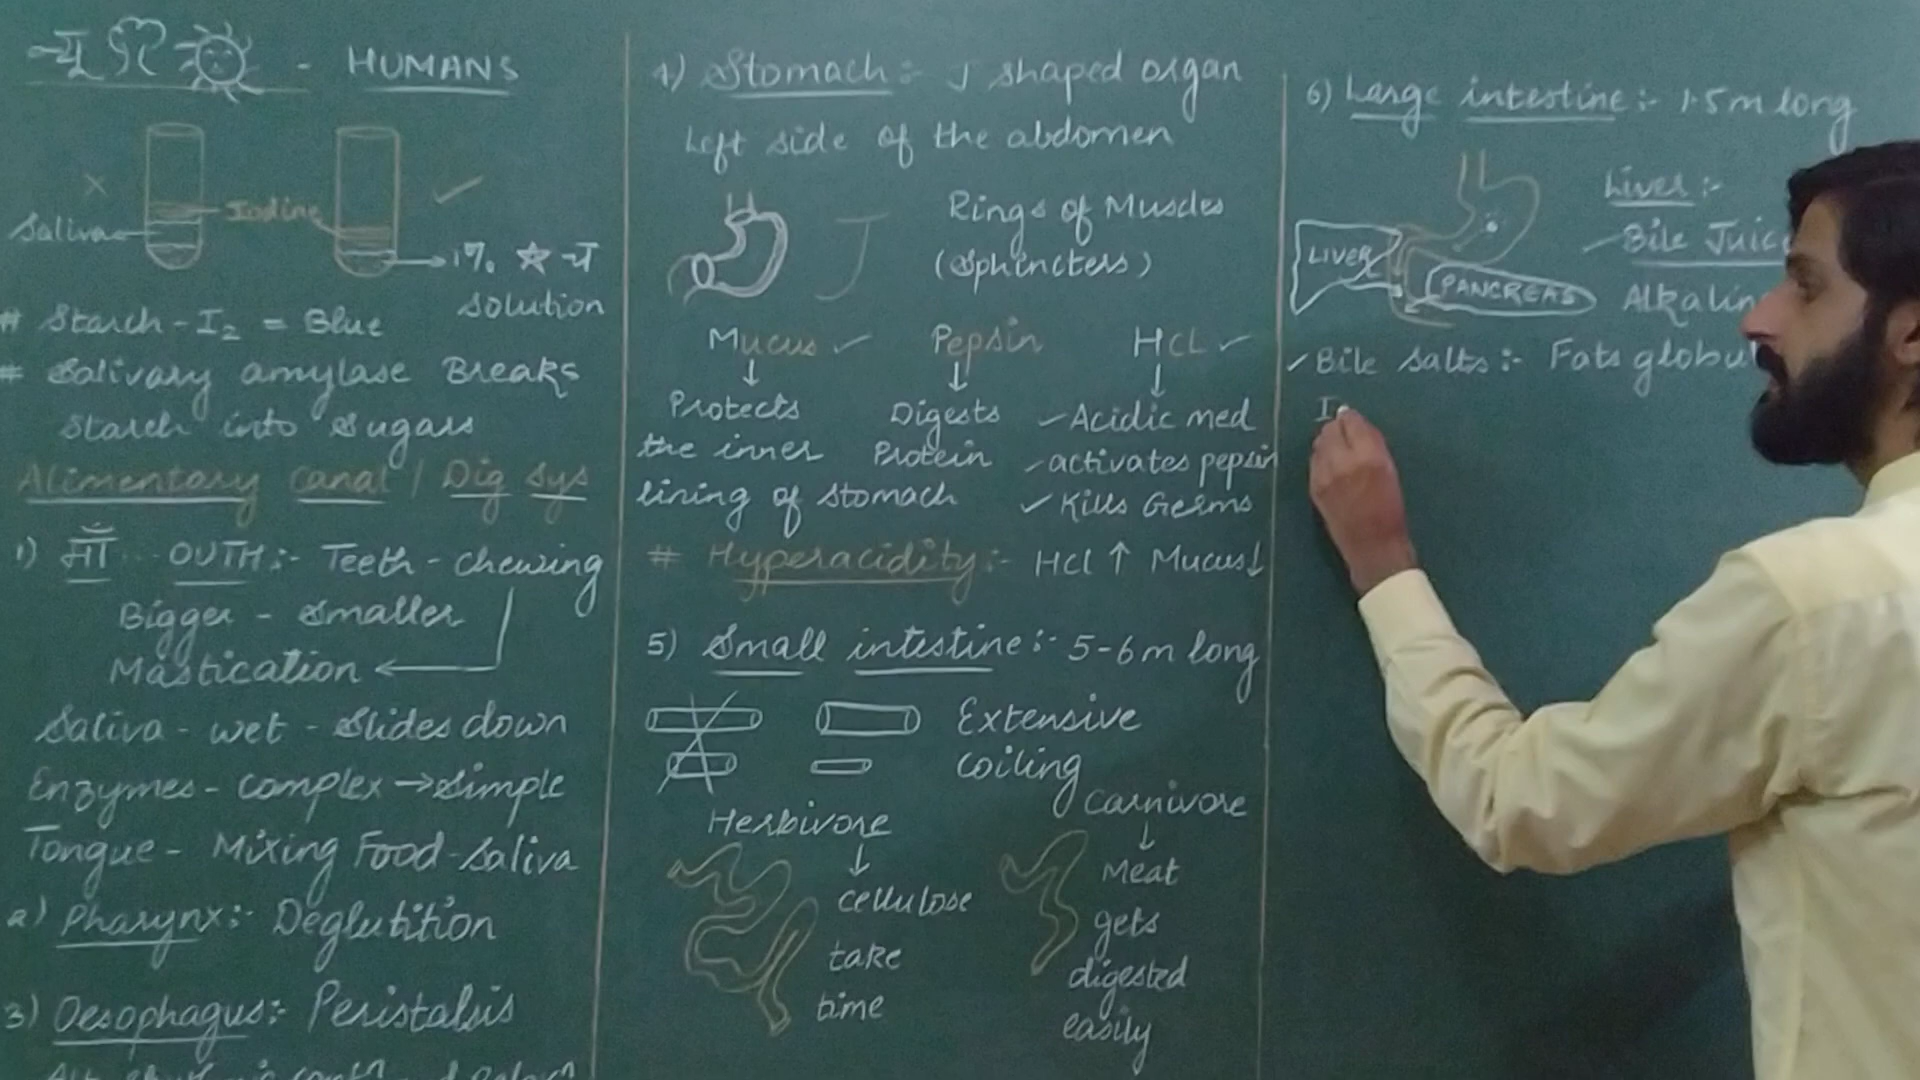 न्यू - HUMANS
Saliva
Iodine
1% ★र्च
Solution
# Starch - I₂ = Blue
# Salivary amylase Breaks
Starch into Sugars
Alimentary Canal / Dig Sys
1) माँ OUTH:- Teeth - Chewing
Bigger - Smaller
Mastication ←
Saliva - wet - Slides down
Enzymes - Complex → Simple
Tongue - Mixing Food - Saliva
2) Pharynx:- Deglutition
3) Oesophagus:- Peristalsis
4) Stomach:- J shaped organ
Left side of the abdomen
Rings of Muscles
(Sphincters)
Mucus ✓ Pepsin HCL ✓
↓ ↓ ↓
Protects Digests ✓ Acidic med
the inner Protein ✓ activates pepsin
lining of stomach ✓ Kills Germs
# Hyperacidity:- Hcl ↑ Mucus↓
5) Small intestine:- 5-6m long
Extensive
coiling
Herbivore
↓
cellulose
take
time
Carnivore
↓
Meat
gets
digested
easily
6) Large intestine:- 1.5m long
LIVER
PANCREAS
Liver:-
Bile Juic
Alkalin
✓ Bile Salts:- Fats globu